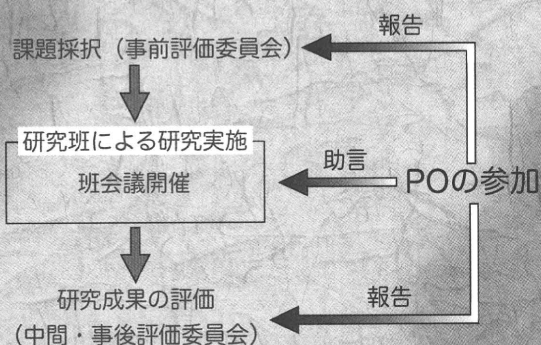 報告
課題採択（事前評価委員会）
研究班による研究実施
班会議開催
助言
POの参加
研究成果の評価
（中間・事後評価委員会）
報告